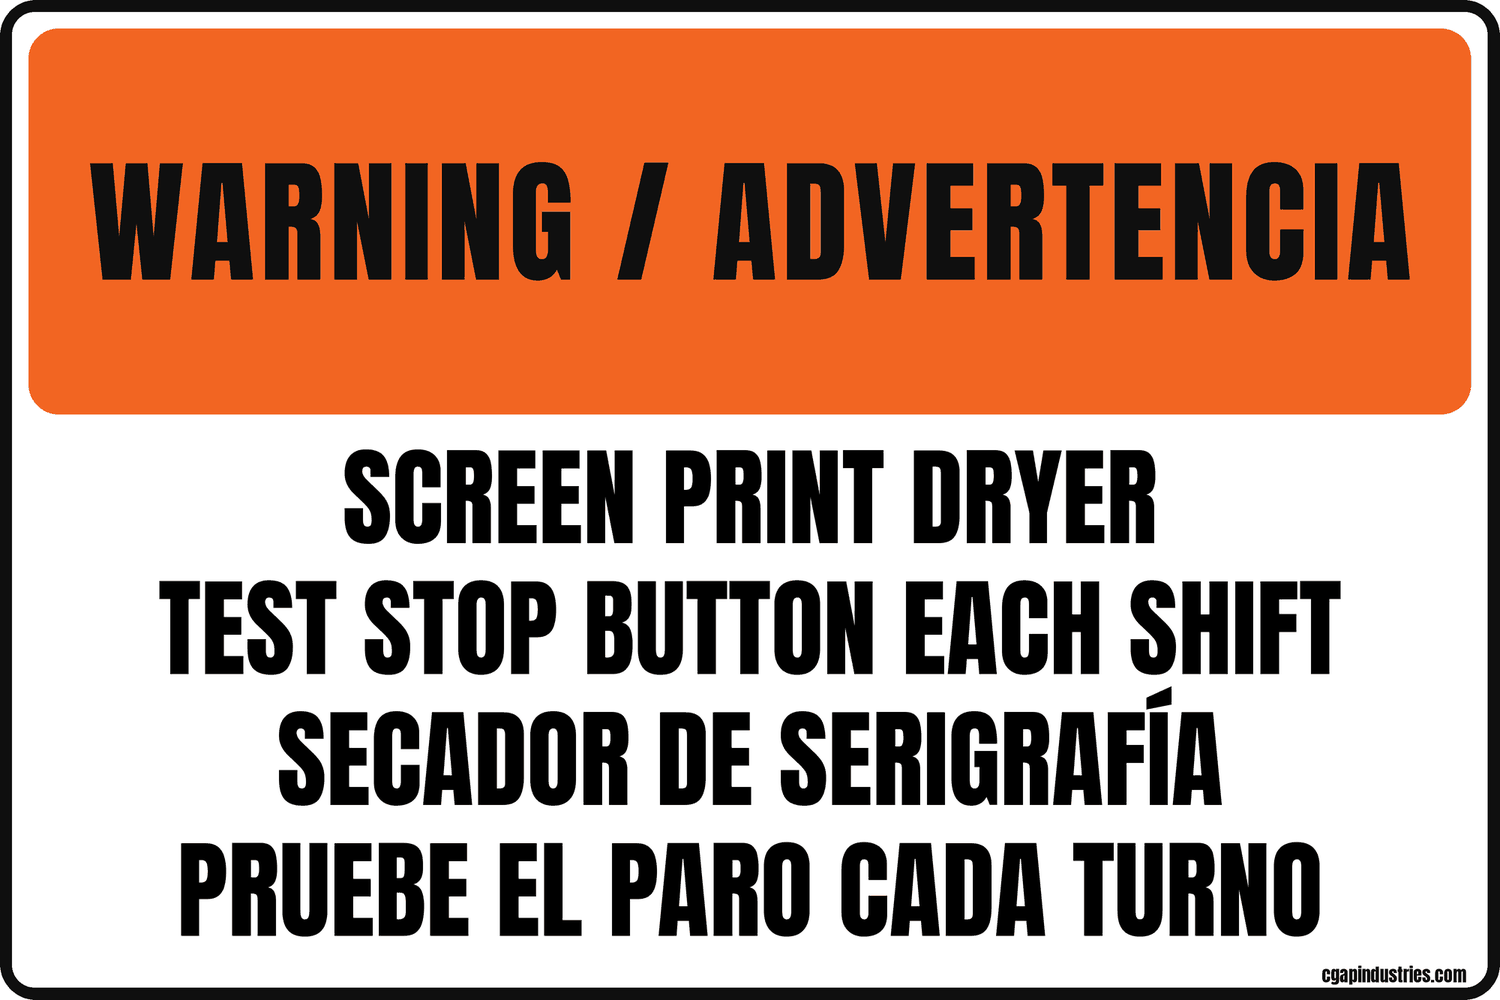 WARNING / ADVERTENCIA
SCREEN PRINT DRYER
TEST STOP BUTTON EACH SHIFT
SECADOR DE SERIGRAFÍA
PRUEBE EL PARO CADA TURNO
cgapindustries.com